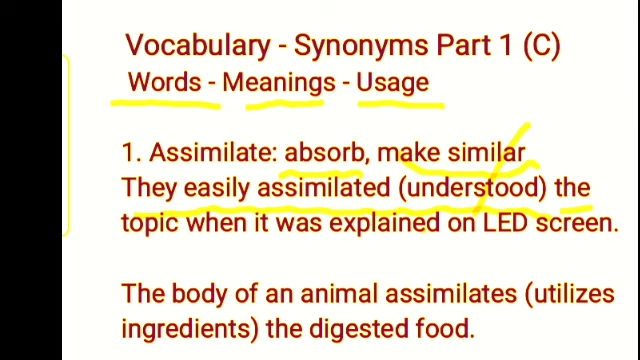 Vocabulary - Synonyms Part 1 (C)
Words - Meanings - Usage
1. Assimilate: absorb, make similar
They easily assimilated (understood) the
topic when it was explained on LED screen.
The body of an animal assimilates (utilizes
ingredients) the digested food.